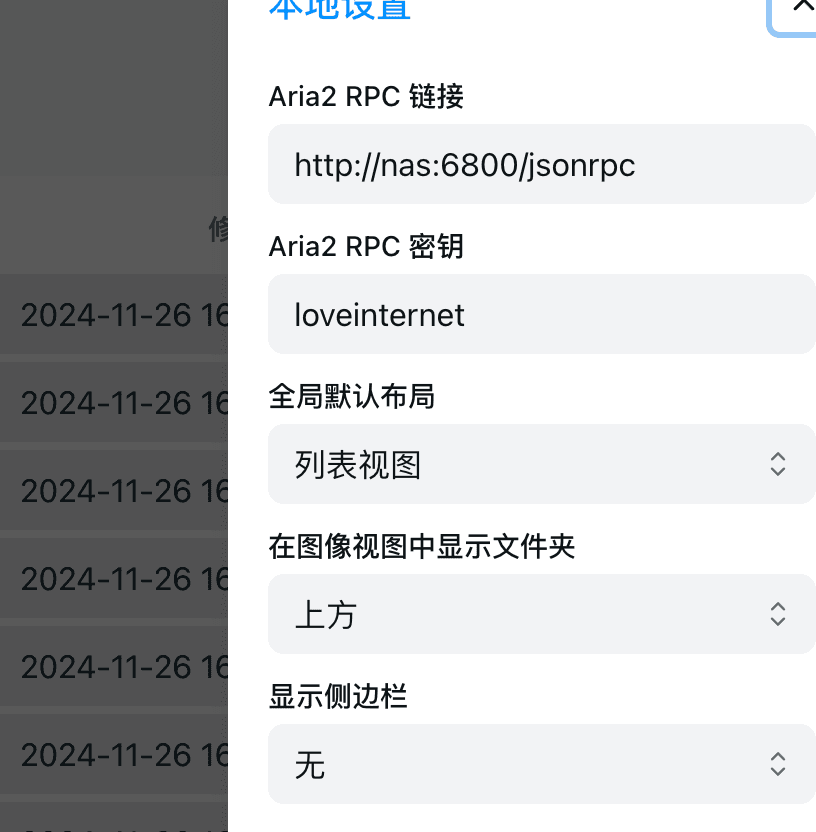 本地设置
Aria2 RPC 链接
http://nas:6800/jsonrpc
修
Aria2 RPC 密钥
loveinternet
2024-11-26 16
全局默认布局
2024-11-26 16
列表视图
2024-11-26 16
在图像视图中显示文件夹
2024-11-26 16
上方
2024-11-26 16
显示侧边栏
2024-11-26 16
无